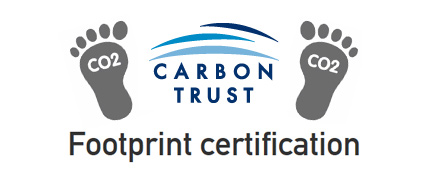 CO2
CARBON
TRUST
CO2
Footprint certification